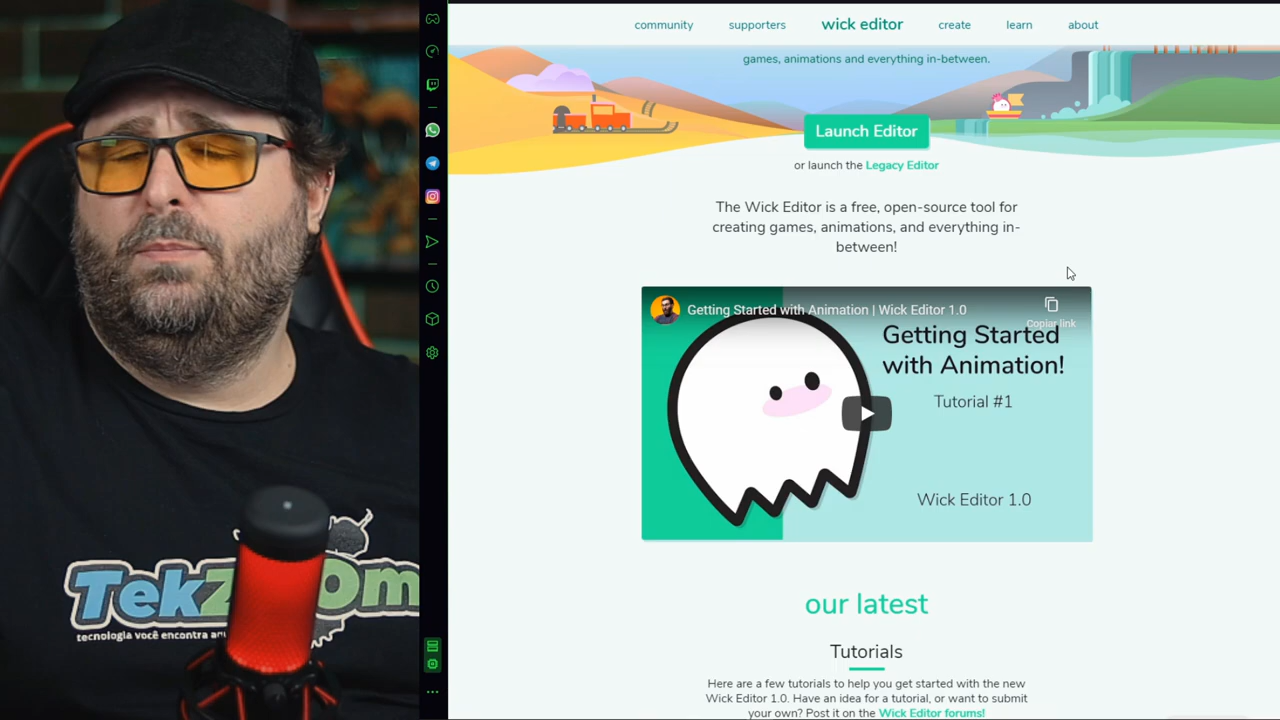 community
supporters
wick editor
create
learn
about
games, animations and everything in-between.
Launch Editor
or launch the Legacy Editor
The Wick Editor is a free, open-source tool for
creating games, animations, and everything in-
between!
Getting Started with Animation | Wick Editor 1.0
Copiar link
Getting Started
with Animation!
Tutorial #1
Wick Editor 1.0
our latest
Tutorials
Here are a few tutorials to help you get started with the new
Wick Editor 1.0. Have an idea for a tutorial, or want to submit
your own? Post it on the Wick Editor forums!
tecnologia você encontra